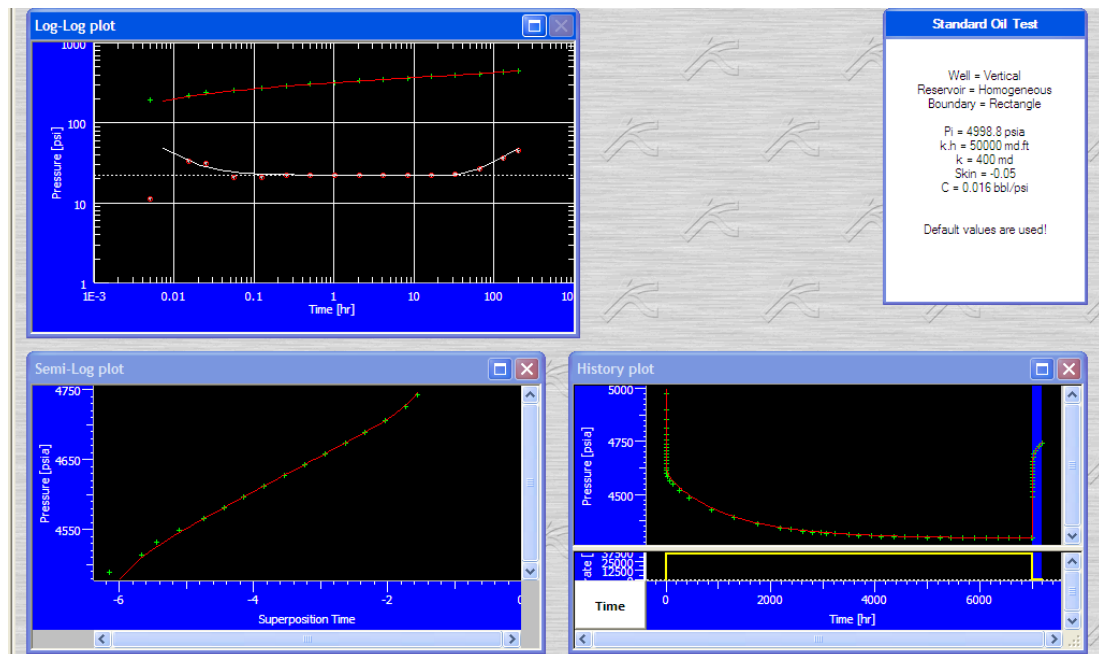 Log-Log plot
1000
100
10
1
Pressure [psi]
1E-3
0.01
0.1
1
10
100
10
Time [hr]
Standard Oil Test
Well = Vertical
Reservoir = Homogeneous
Boundary = Rectangle
Pi = 4998.8 psia
k.h = 50000 md.ft
k = 400 md
Skin = -0.05
C = 0.016 bbl/psi
Default values are used!
Semi-Log plot
4750
4650
4550
Pressure [psia]
-6
-4
-2
Superposition Time
History plot
5000
4750
4500
Pressure [psia]
37500
25000
12500
ate [
Time
0
2000
4000
6000
Time [hr]